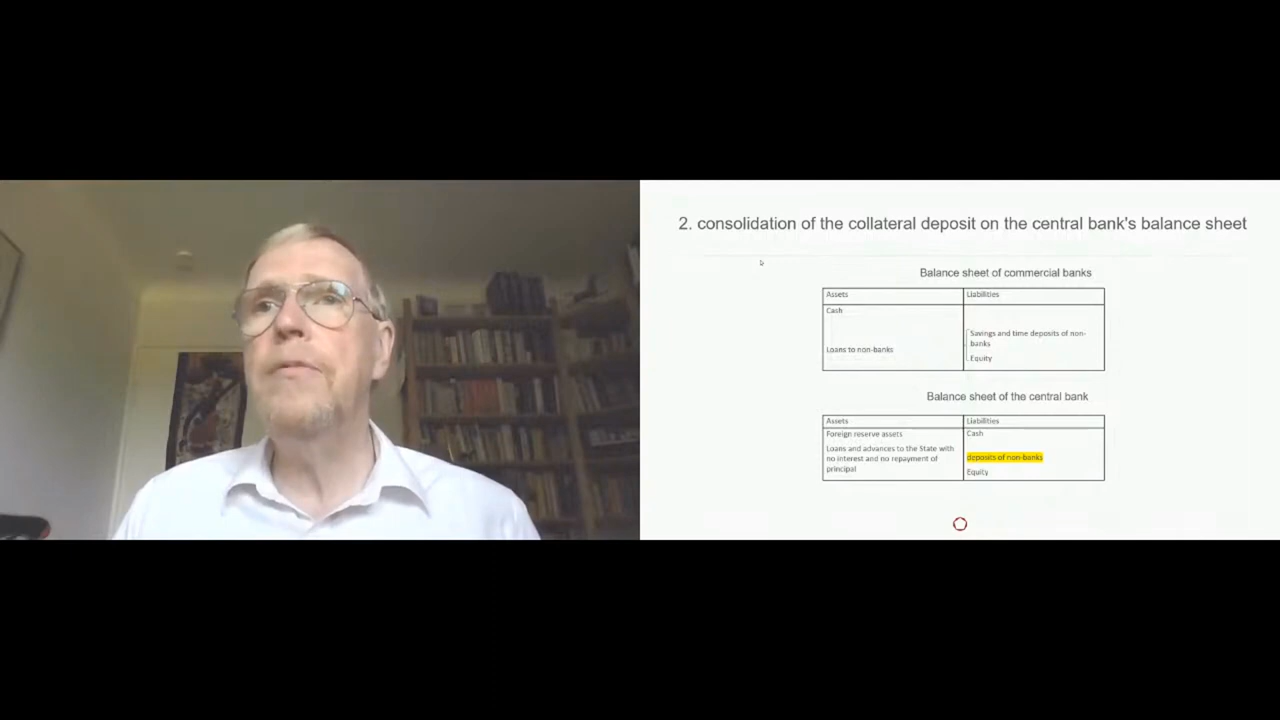 2. consolidation of the collateral deposit on the central bank's balance sheet
Balance sheet of commercial banks
Assets
Liabilities
Cash
Savings and time deposits of non-
banks
Loans to non-banks
Equity
Balance sheet of the central bank
Assets
Liabilities
Foreign reserve assets
Cash
Loans and advances to the State with
no interest and no repayment of
principal
deposits of non-banks
Equity